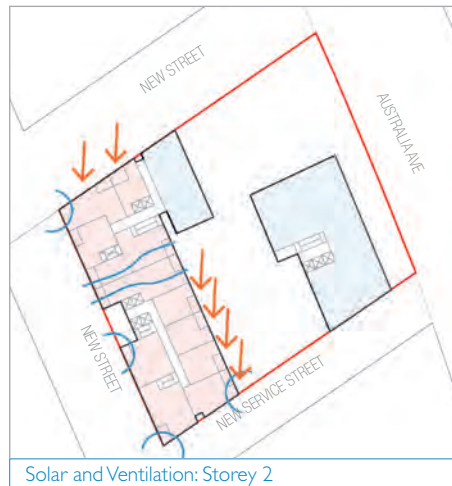 NEW STREET
AUSTRALIA AVE
NEW STREET
NEW SERVICE STREET
Solar and Ventilation: Storey 2